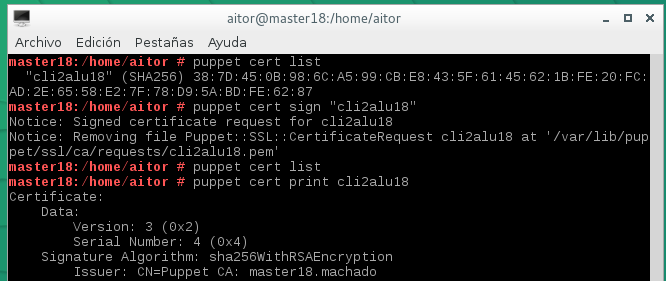 aitor@master18:/home/aitor
Archivo Edición Pestañas Ayuda
master18:/home/aitor # puppet cert list
"cli2alu18" (SHA256) 38:7D:45:0B:98:6C:A5:99:CB:E8:43:5F:61:45:62:1B:FE:20:FC:
AD:2E:65:58:E2:7F:78:D9:5A:BD:FE:62:87
master18:/home/aitor # puppet cert sign "cli2alu18"
Notice: Signed certificate request for cli2alu18
Notice: Removing file Puppet::SSL::CertificateRequest cli2alu18 at '/var/lib/pup
pet/ssl/ca/requests/cli2alu18.pem'
master18:/home/aitor # puppet cert list
master18:/home/aitor # puppet cert print cli2alu18
Certificate:
Data:
Version: 3 (0x2)
Serial Number: 4 (0x4)
Signature Algorithm: sha256WithRSAEncryption
Issuer: CN=Puppet CA: master18.machado